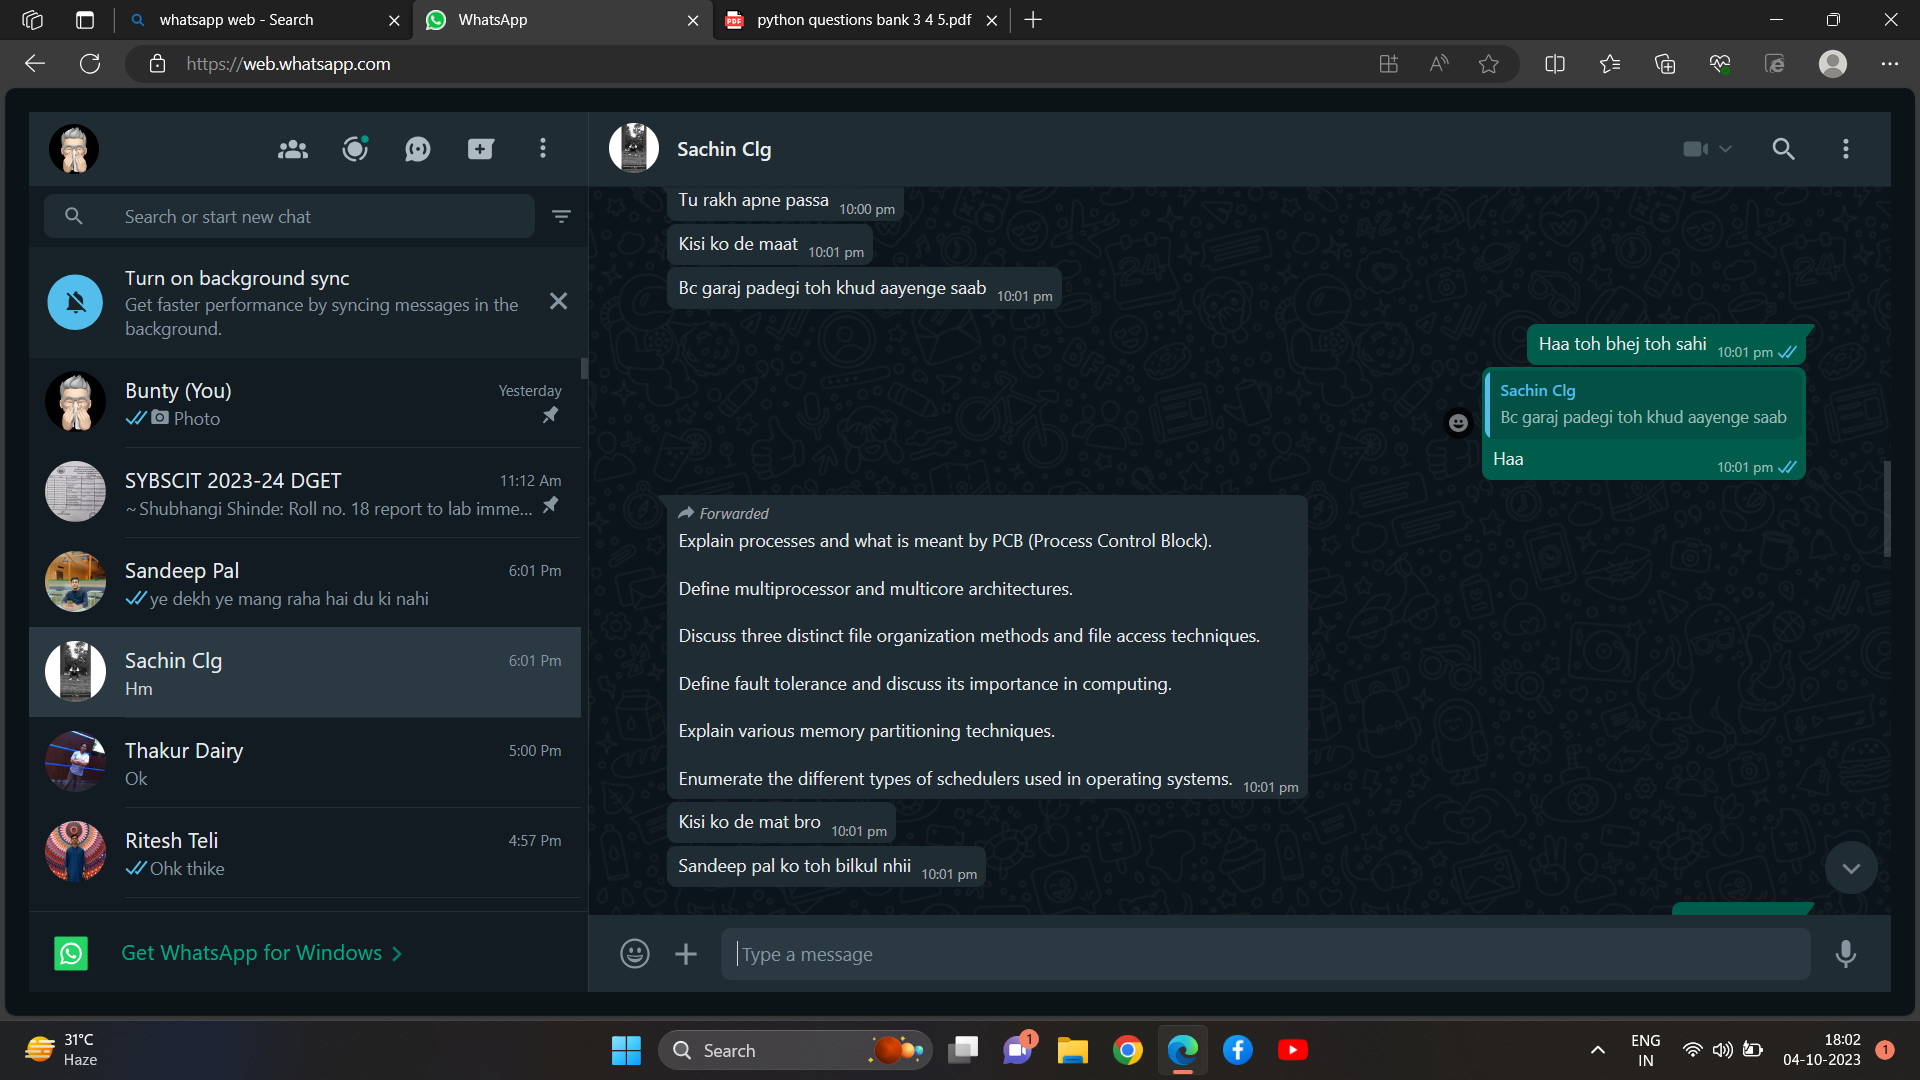 whatsapp web - Search
WhatsApp
PDF
python questions bank 3 4 5.pdf
https://web.whatsapp.com
Search or start new chat
Turn on background sync
Get faster performance by syncing messages in the
background.
Bunty (You)
Yesterday
Photo
SYBSCIT 2023-24 DGET
11:12 Am
~Shubhangi Shinde: Roll no. 18 report to lab imme...
Sandeep Pal
6:01 Pm
ye dekh ye mang raha hai du ki nahi
Sachin Clg
6:01 Pm
Hm
Thakur Dairy
5:00 Pm
Ok
Ritesh Teli
4:57 Pm
Ohk thike
Get WhatsApp for Windows
Sachin Clg
Tu rakh apne passa 10:00 pm
Kisi ko de maat 10:01 pm
Bc garaj padegi toh khud aayenge saab 10:01 pm
Haa toh bhej toh sahi 10:01 pm
Sachin Clg
Bc garaj padegi toh khud aayenge saab
Haa 10:01 pm
Forwarded
Explain processes and what is meant by PCB (Process Control Block).
Define multiprocessor and multicore architectures.
Discuss three distinct file organization methods and file access techniques.
Define fault tolerance and discuss its importance in computing.
Explain various memory partitioning techniques.
Enumerate the different types of schedulers used in operating systems. 10:01 pm
Kisi ko de mat bro 10:01 pm
Sandeep pal ko toh bilkul nhii 10:01 pm
Type a message
31°C
Haze
Search
1
ENG
IN
18:02
04-10-2023
1